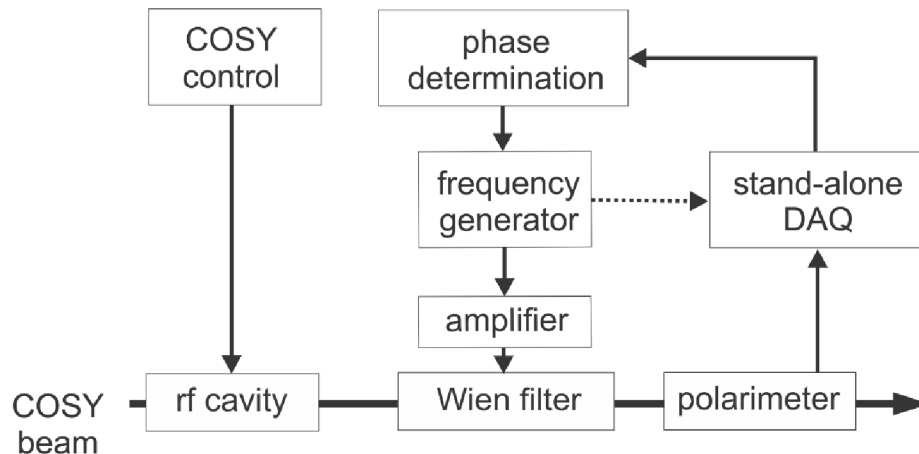 COSY
control
phase
determination
frequency
generator
stand-alone
DAQ
amplifier
COSY
beam
rf cavity
Wien filter
polarimeter